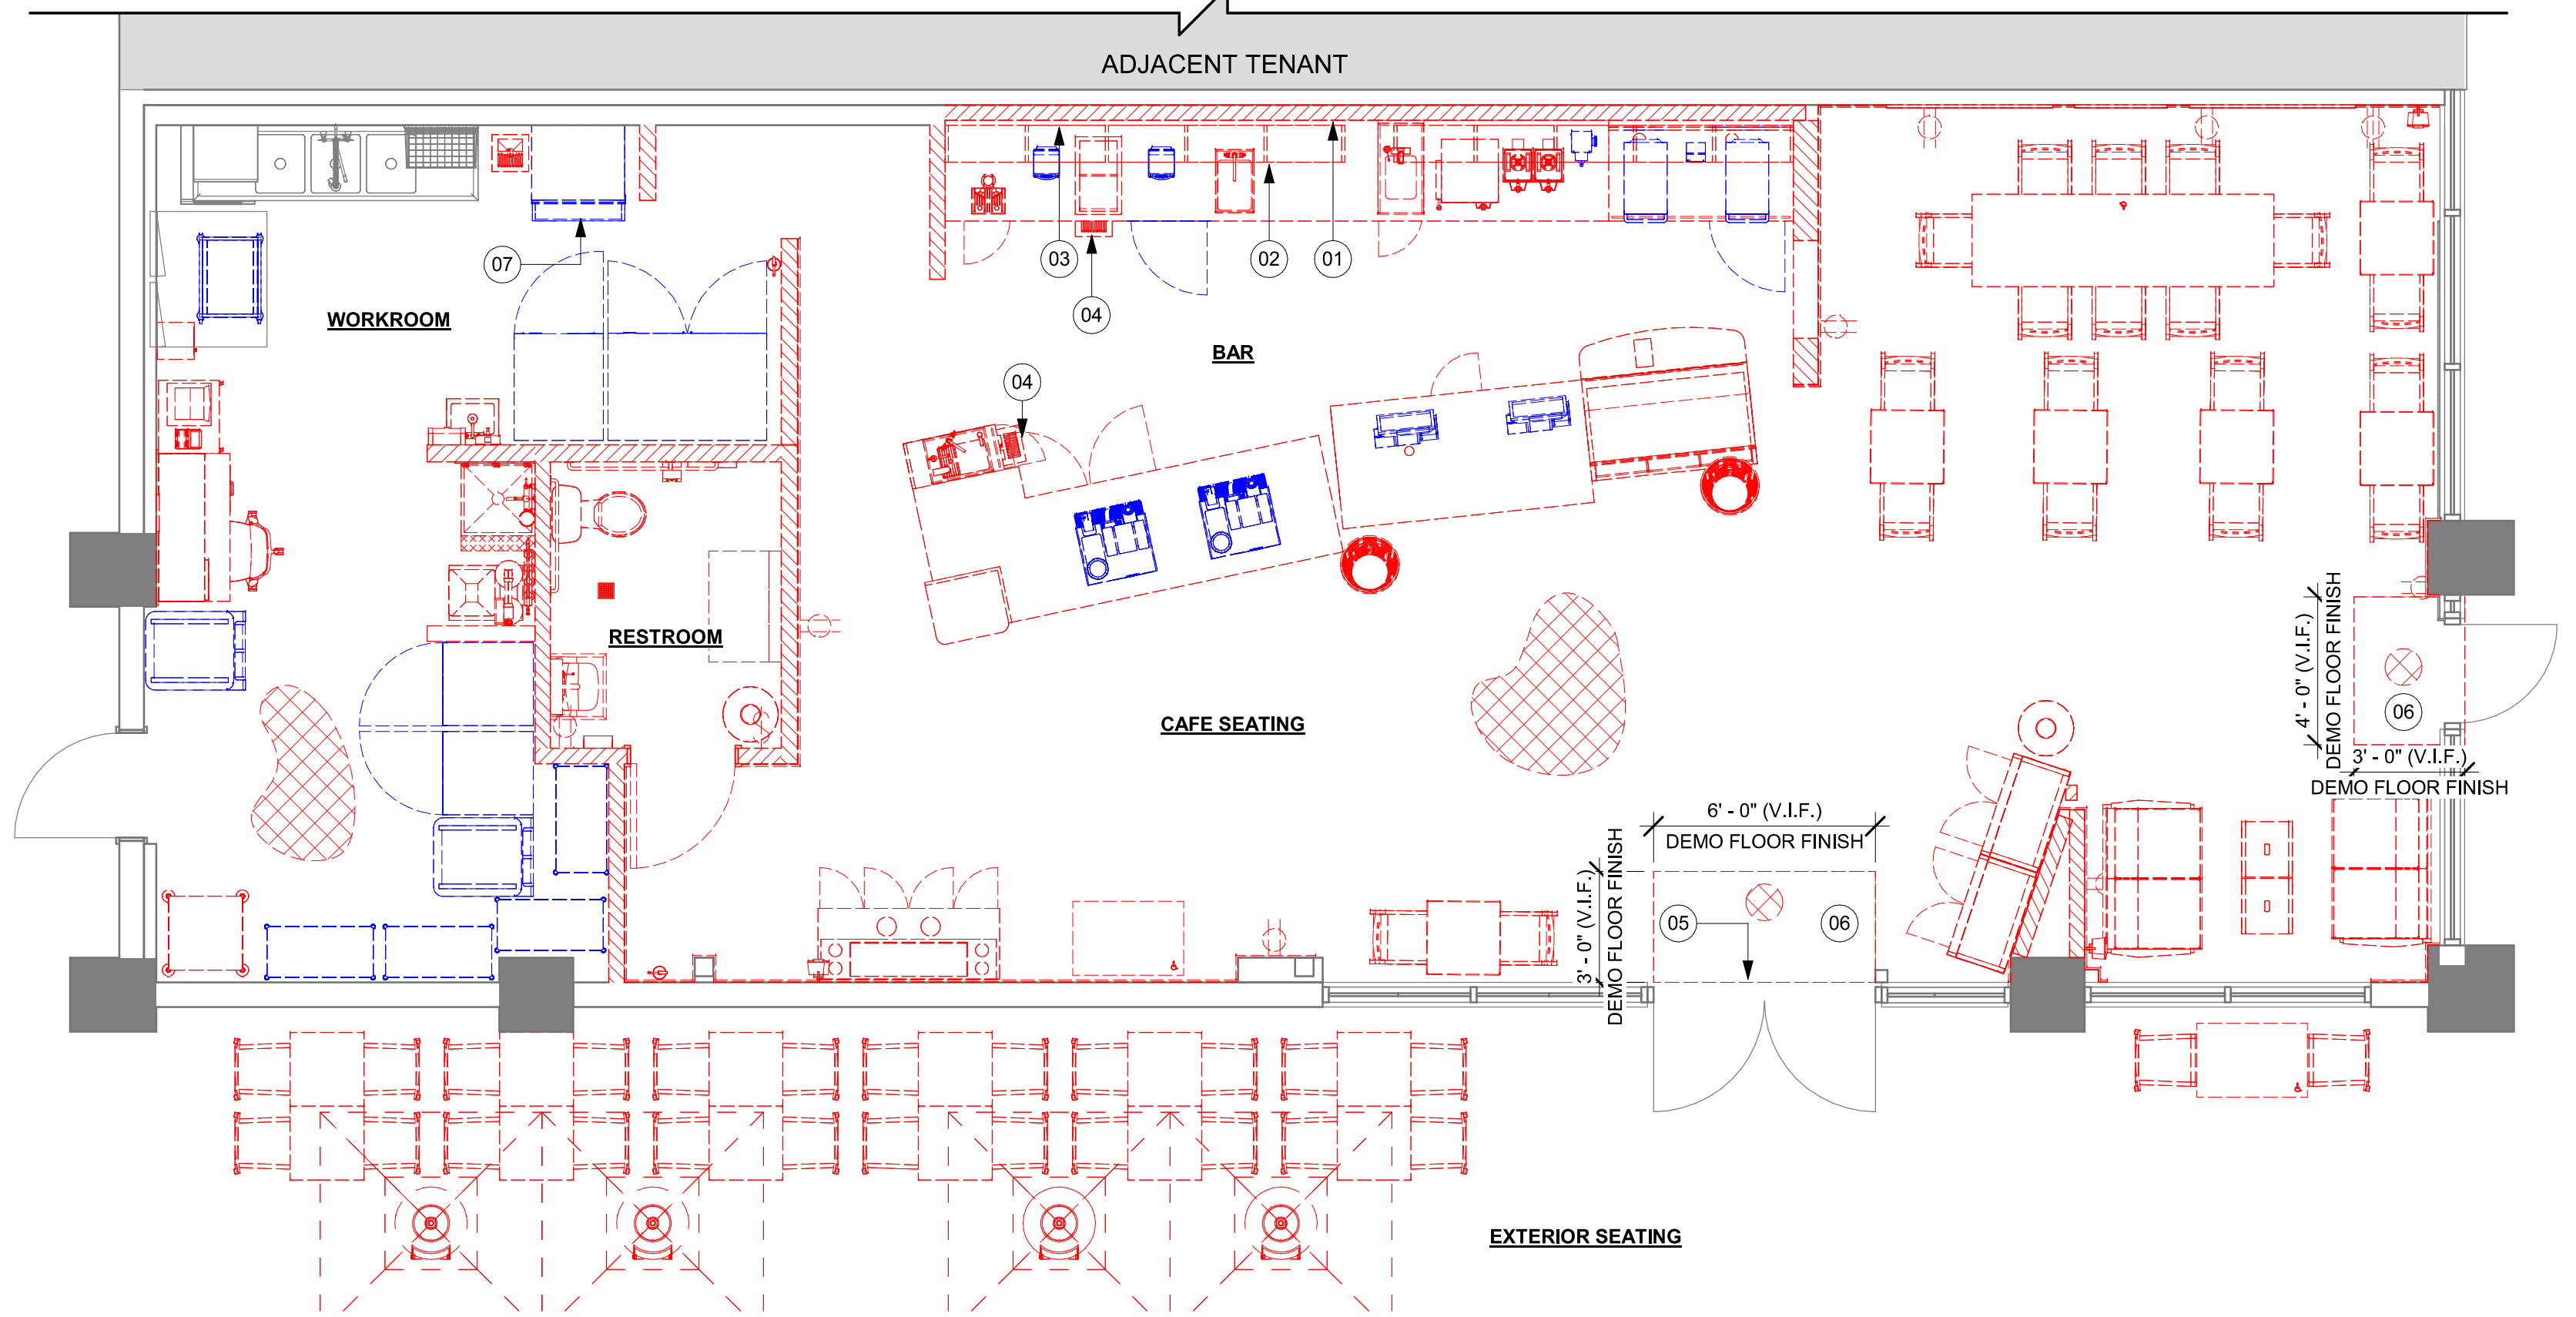 ADJACENT TENANT
03
02
01
07
04
WORKROOM
BAR
04
RESTROOM
CAFE SEATING
4' - 0" (V.I.F.)
DEMO FLOOR FINISH
06
3' - 0" (V.I.F.)
DEMO FLOOR FINISH
6' - 0" (V.I.F.)
DEMO FLOOR FINISH
3' - 0" (V.I.F.)
DEMO FLOOR FINISH
05
06
EXTERIOR SEATING